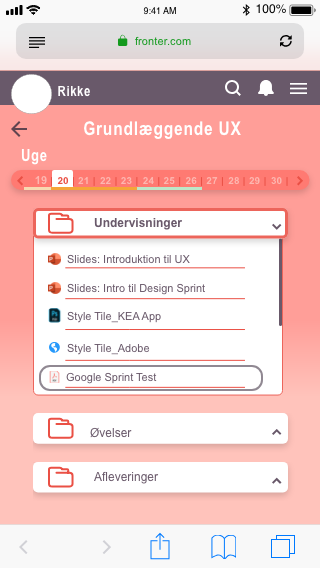 9:41 AM
100%
fronter.com
Rikke
Grundlæggende UX
Uge
19 20 21 22 23 24 25 26 27 28 29 30
Undervisninger
Slides: Introduktion til UX
Slides: Intro til Design Sprint
Style Tile_KEA App
Style Tile_Adobe
Google Sprint Test
Øvelser
Afleveringer